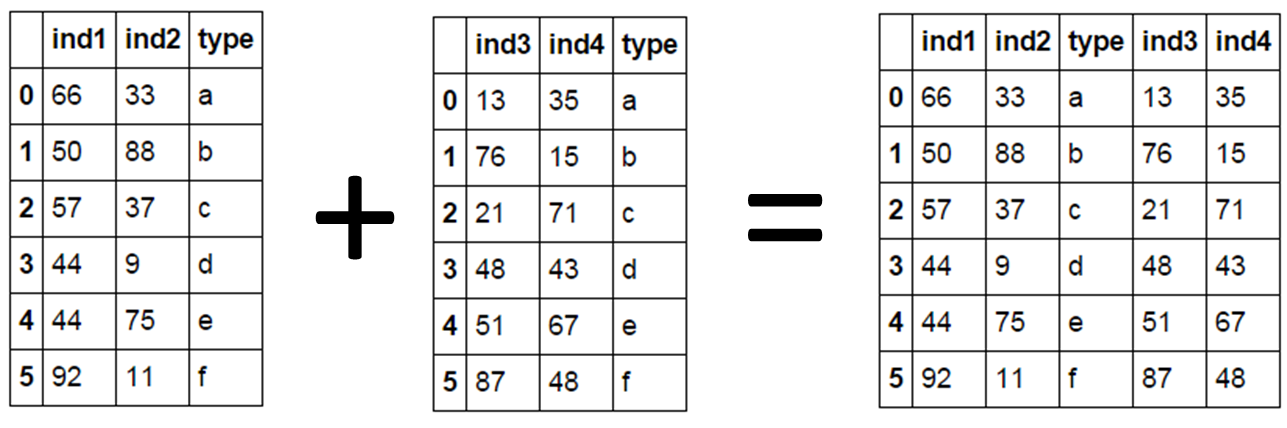 ind1 ind2 type
0 66 33 a
1 50 88 b
2 57 37 c
3 44 9 d
4 44 75 e
5 92 11 f
+
ind3 ind4 type
0 13 35 a
1 76 15 b
2 21 71 c
3 48 43 d
4 51 67 e
5 87 48 f
=
ind1 ind2 type ind3 ind4
0 66 33 a 13 35
1 50 88 b 76 15
2 57 37 c 21 71
3 44 9 d 48 43
4 44 75 e 51 67
5 92 11 f 87 48